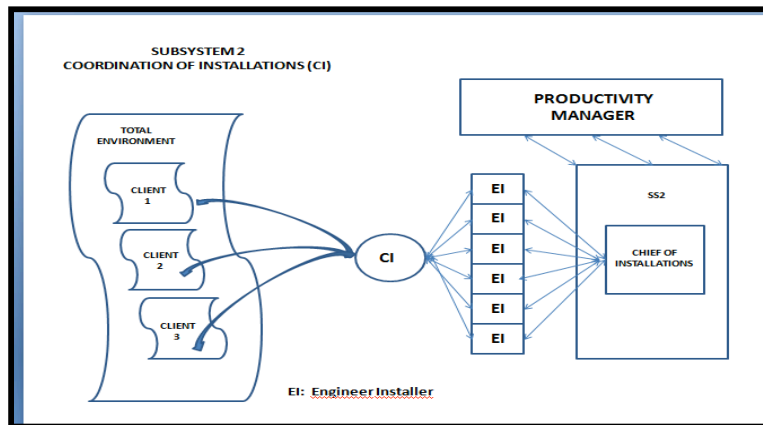 SUBSYSTEM 2
COORDINATION OF INSTALLATIONS (CI)
TOTAL
ENVIRONMENT
CLIENT
1
CLIENT
2
CLIENT
3
CI
EI
EI
EI
EI
EI
EI
PRODUCTIVITY
MANAGER
SS2
CHIEF OF
INSTALLATIONS
EI: Engineer Installer